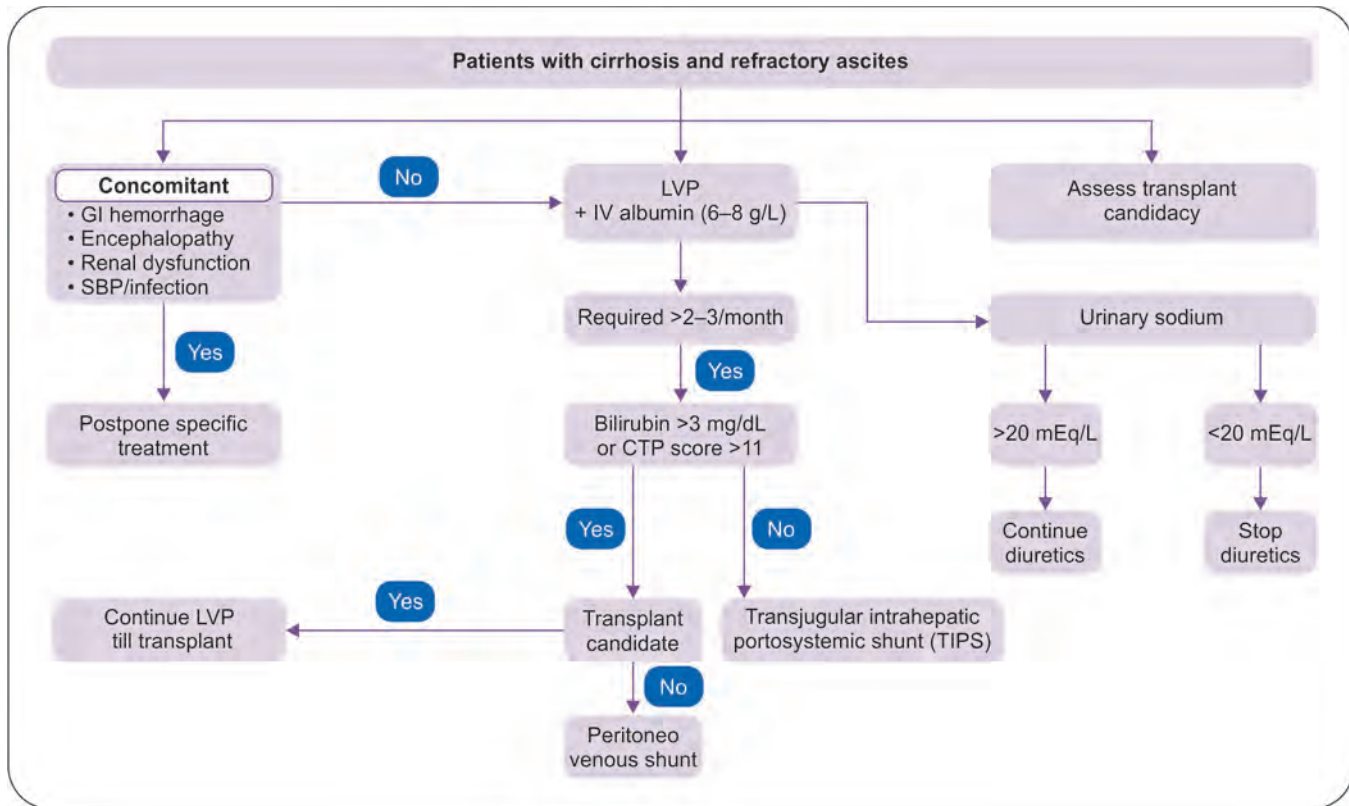 Patients with cirrhosis and refractory ascites
Concomitant
• GI hemorrhage
• Encephalopathy
• Renal dysfunction
• SBP/infection
No
LVP
+ IV albumin (6–8 g/L)
Assess transplant
candidacy
Required >2–3/month
Urinary sodium
Yes
Yes
Postpone specific
treatment
Bilirubin >3 mg/dL
or CTP score >11
>20 mEq/L
<20 mEq/L
Yes
No
Continue
diuretics
Stop
diuretics
Continue LVP
till transplant
Yes
Transplant
candidate
Transjugular intrahepatic
portosystemic shunt (TIPS)
No
Peritoneo
venous shunt